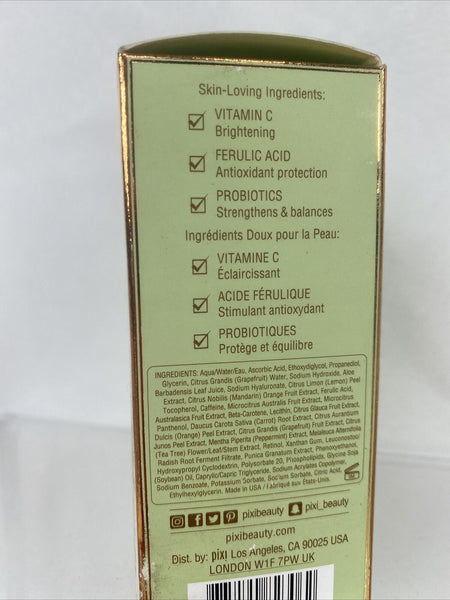 Skin-Loving Ingredients:
VITAMIN C
Brightening
FERULIC ACID
Antioxidant protection
PROBIOTICS
Strengthens & balances
Ingrédients Doux pour la Peau:
VITAMINE C
Éclaircissant
ACIDE FÉRULIQUE
Stimulant antioxydant
PROBIOTIQUES
Protège et équilibre
INGREDIENTS: Aqua/Water/Eau, Ascorbic Acid, Ethoxydiglycol, Propanediol,
Glycerin, Citrus Grandis (Grapefruit) Water, Sodium Hydroxide, Aloe
Barbadensis Leaf Juice, Sodium Hyaluronate, Citrus Limon (Lemon) Peel
Extract, Citrus Nobilis (Mandarin) Orange Fruit Extract, Ferulic Acid,
Tocopherol, Caffeine, Microcitrus Australis Fruit Extract, Microcitrus
Australasica Fruit Extract, Beta-Carotene, Lecithin, Citrus Glauca Fruit Extract,
Panthenol, Daucus Carota Sativa (Carrot) Root Extract, Citrus Aurantium
Dulcis (Orange) Peel Extract, Citrus Grandis (Grapefruit) Fruit Extract, Citrus
Junos Peel Extract, Mentha Piperita (Peppermint) Extract, Melaleuca Alternifolia
(Tea Tree) Flower/Leaf/Stem Extract, Retinol, Xanthan Gum, Leuconostoc/
Radish Root Ferment Filtrate, Punica Granatum Extract, Phenoxyethanol,
Hydroxypropyl Cyclodextrin, Polysorbate 20, Phospholipids, Glycine Soja
(Soybean) Oil, Caprylic/Capric Triglyceride, Sodium Acrylates Copolymer,
Sodium Benzoate, Potassium Sorbate, Sodium Sorbate, Citric Acid,
Ethylhexylglycerin. Made in USA / Fabriqué aux États-Unis.
pixibeauty pixi_beauty
pixibeauty.com
Dist. by: pixi Los Angeles, CA 90025 USA
LONDON W1F 7PW UK